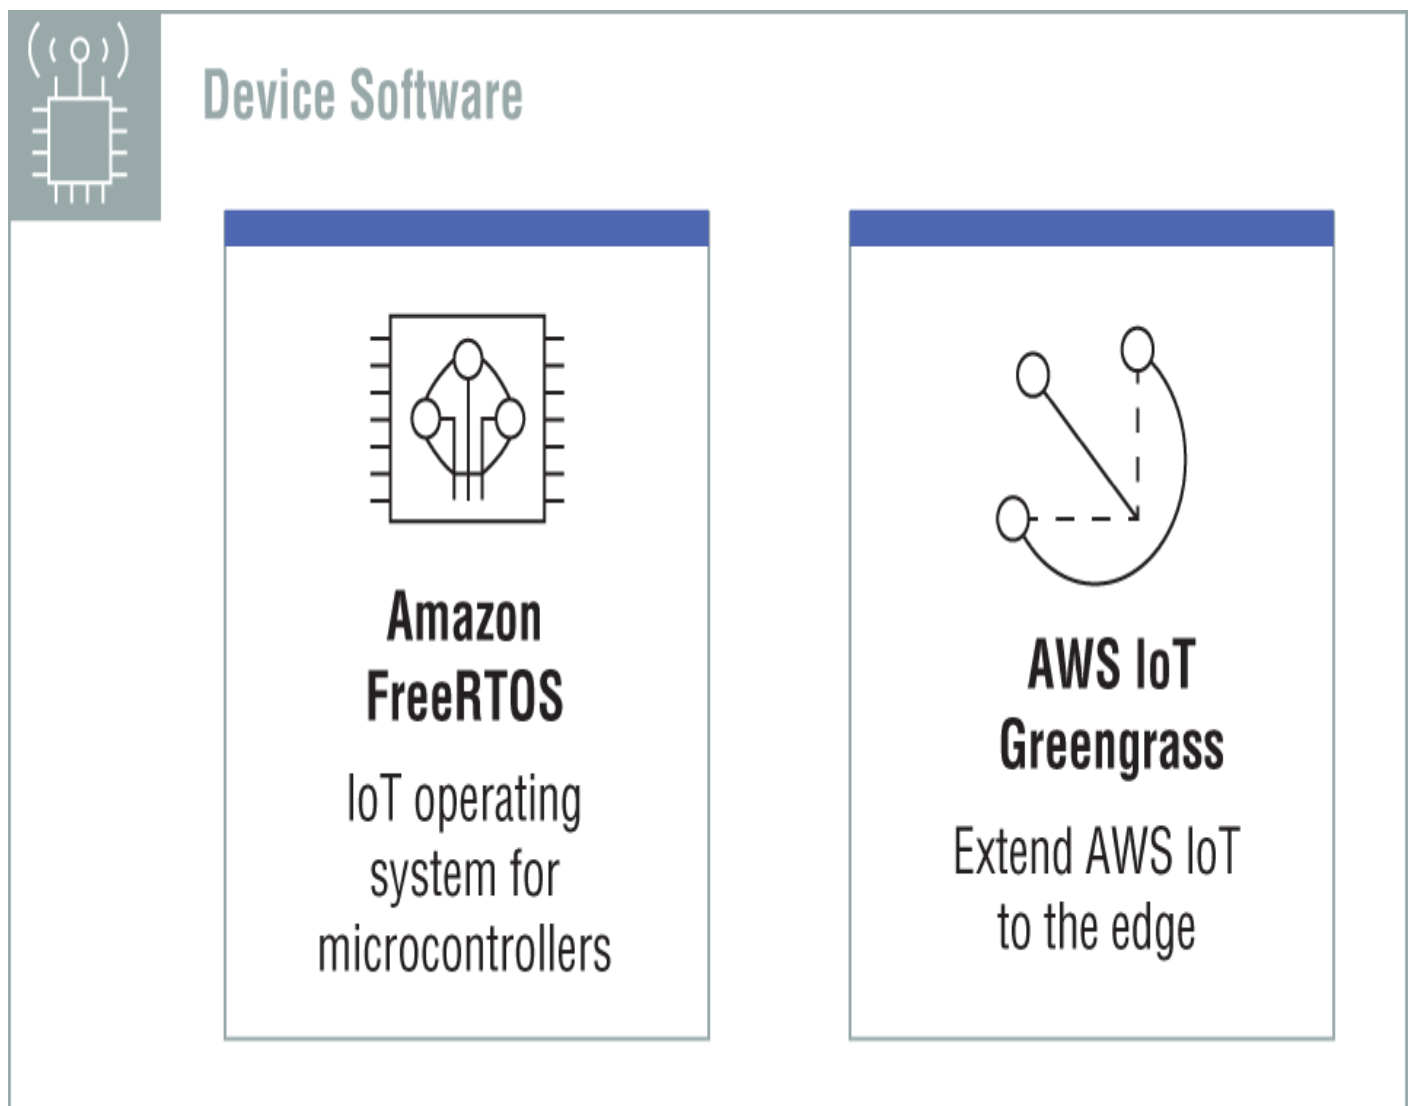 Device Software
Amazon
FreeRTOS
IoT operating
system for
microcontrollers
AWS IoT
Greengrass
Extend AWS IoT
to the edge